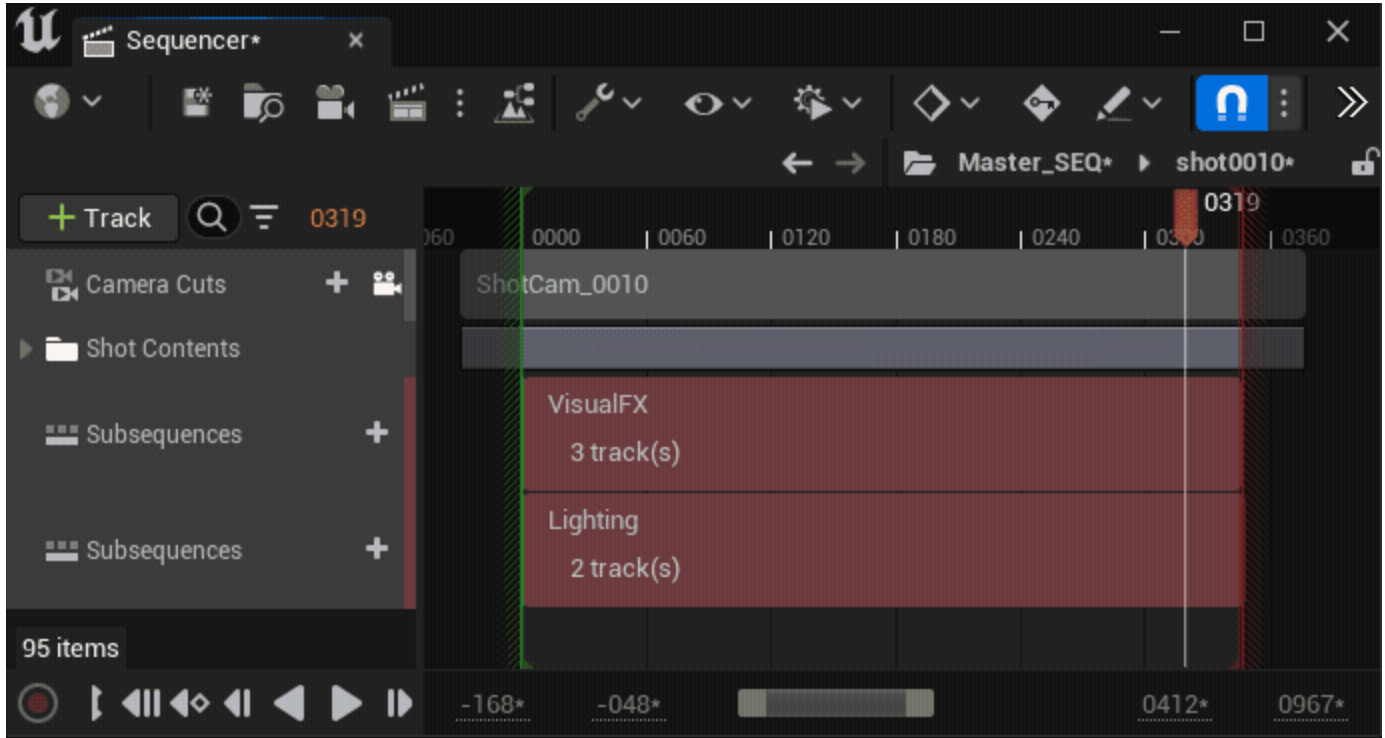 Sequencer*
Master_SEQ* shot0010*
Track 0319 0319
0000 0060 0120 0180 0240 0360
Camera Cuts ShotCam_0010
Shot Contents
VisualFX
3 track(s)
Subsequences
Lighting
2 track(s)
Subsequences
95 items
-168* -048* 0412* 0967*